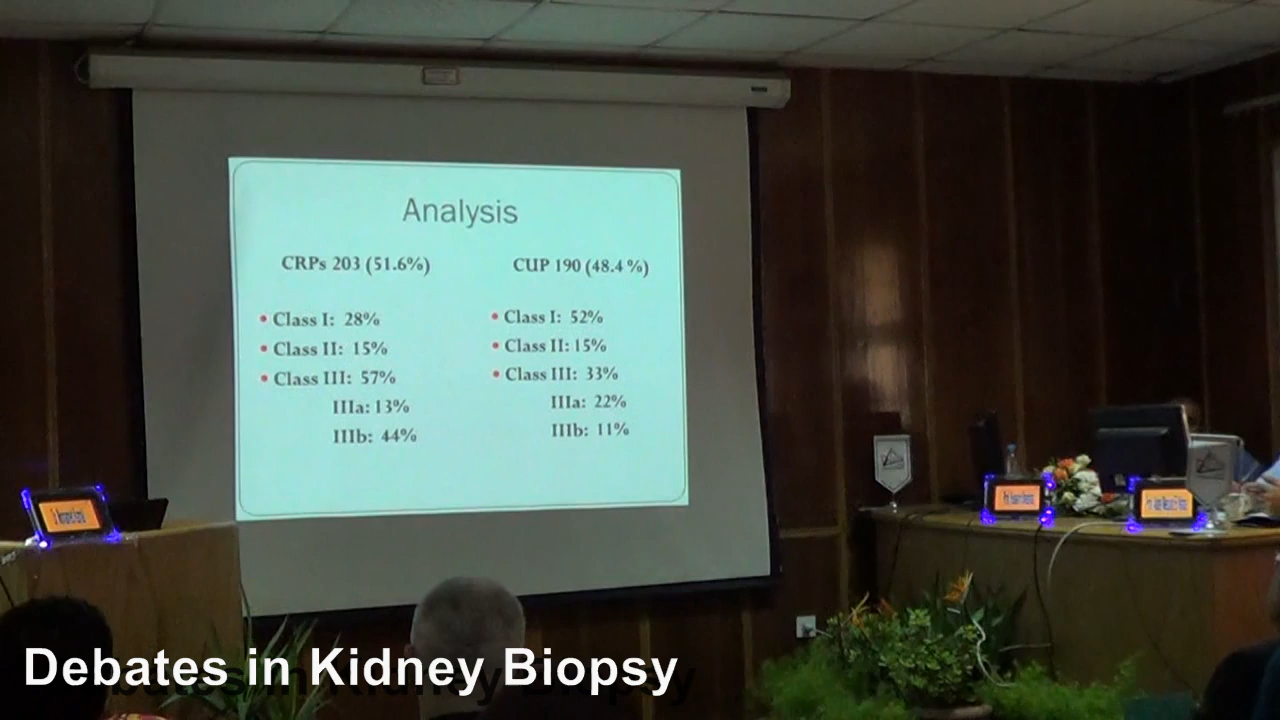 Analysis
CRPs 203 (51.6%)
CUP 190 (48.4 %)
• Class I: 28%
• Class II: 15%
• Class III: 57%
IIIa: 13%
IIIb: 44%
• Class I: 52%
• Class II: 15%
• Class III: 33%
IIIa: 22%
IIIb: 11%
Debates in Kidney Biopsy